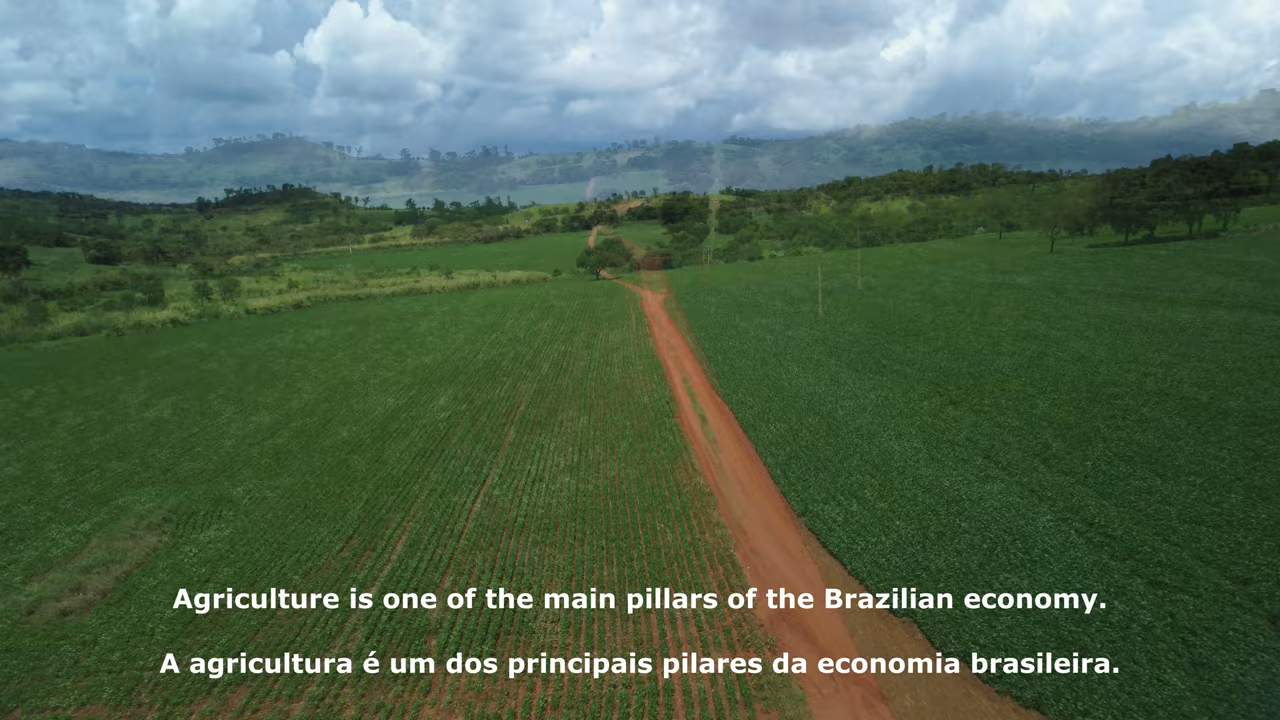 Agriculture is one of the main pillars of the Brazilian economy.
A agricultura é um dos principais pilares da economia brasileira.